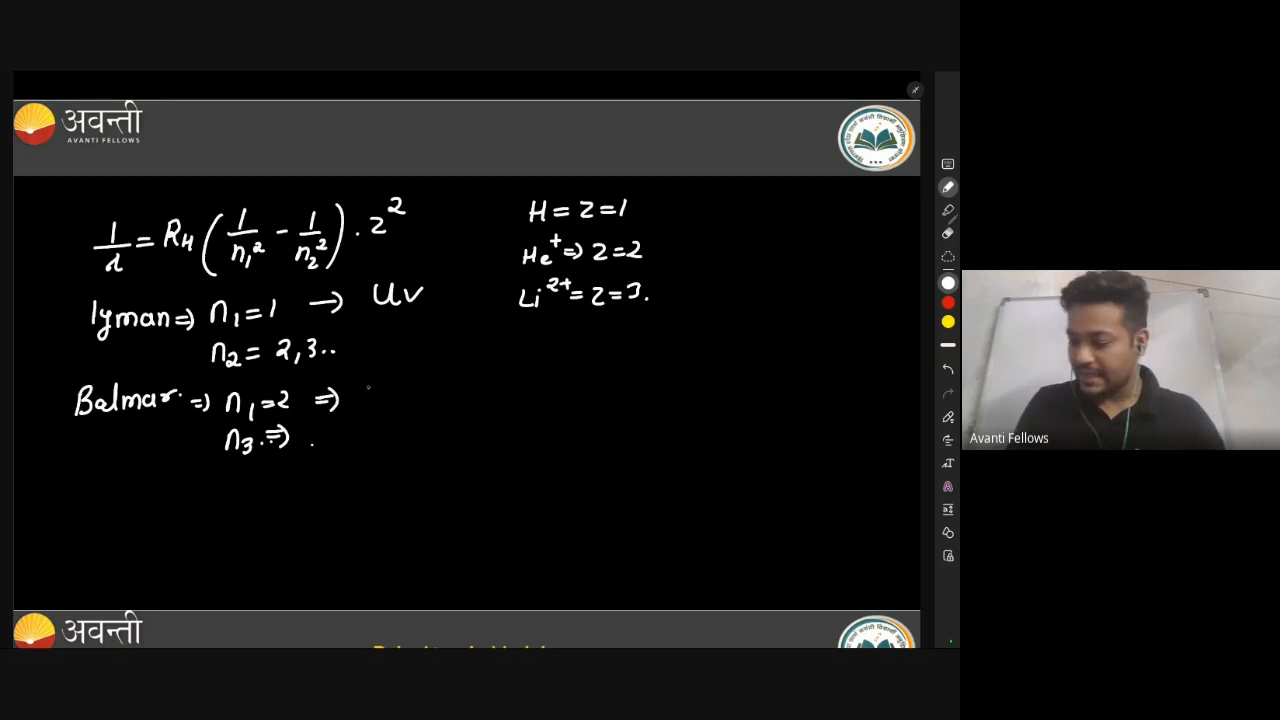 अवन्ती
AVANTI FELLOWS
1/λ = RH (1/n₁² - 1/n₂²) . z²
lyman => n₁ = 1 → Uv
n₂ = 2, 3..
Balmar. => n₁ = 2 =>
n₃ .=> .
H = z = 1
He⁺ => z = 2
Li²⁺ = z = 3.
Avanti Fellows
अवन्ती